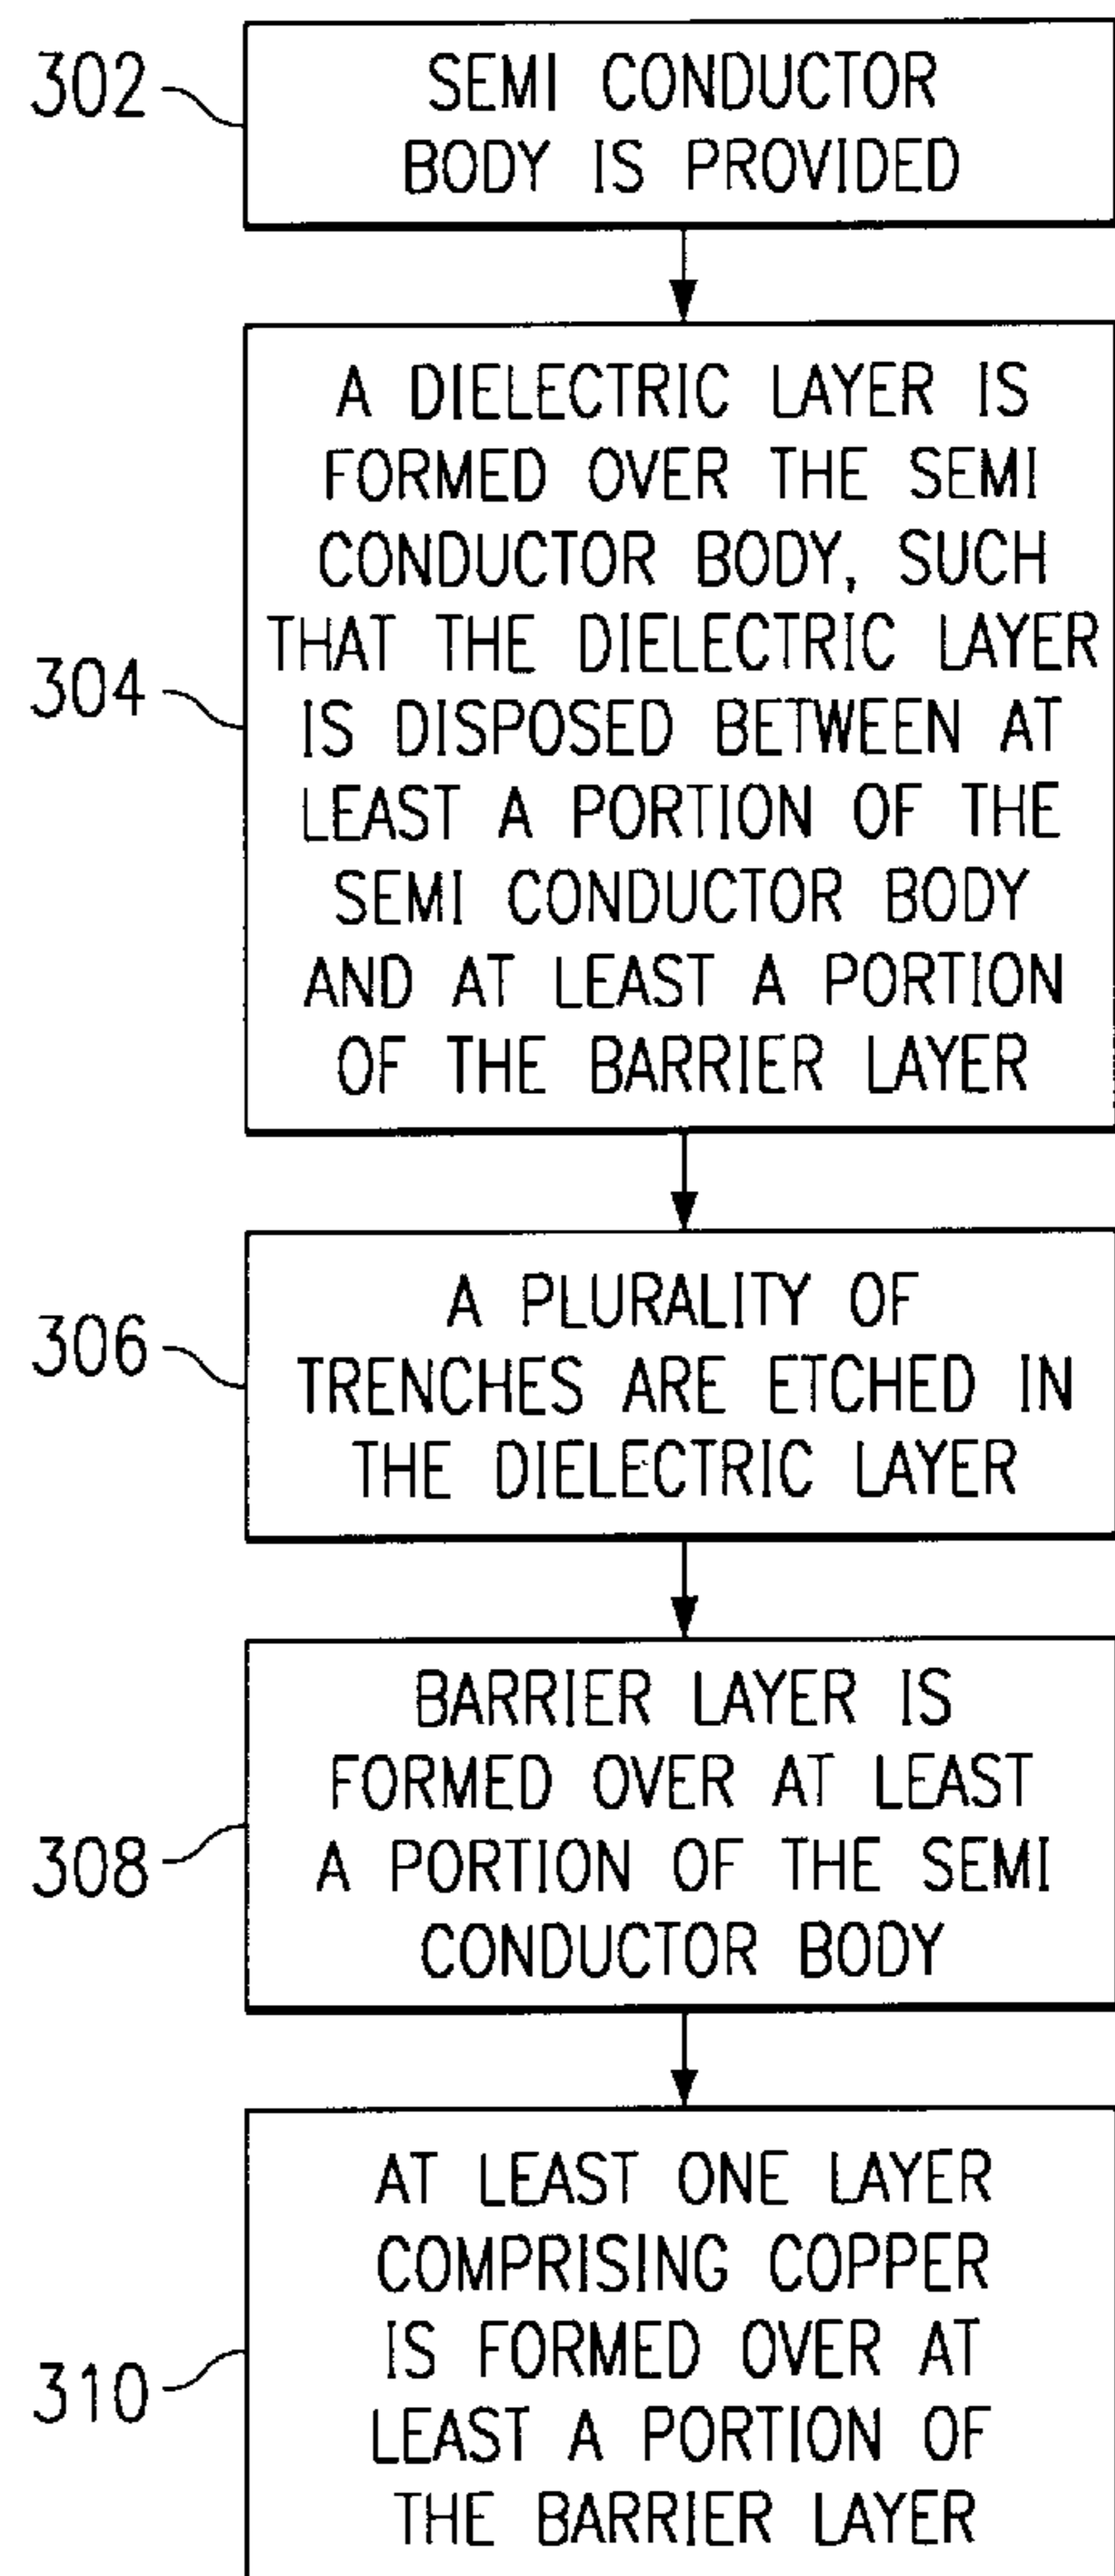 302
SEMI CONDUCTOR
BODY IS PROVIDED
304
A DIELECTRIC LAYER IS
FORMED OVER THE SEMI
CONDUCTOR BODY, SUCH
THAT THE DIELECTRIC LAYER
IS DISPOSED BETWEEN AT
LEAST A PORTION OF THE
SEMI CONDUCTOR BODY
AND AT LEAST A PORTION
OF THE BARRIER LAYER
306
A PLURALITY OF
TRENCHES ARE ETCHED IN
THE DIELECTRIC LAYER
308
BARRIER LAYER IS
FORMED OVER AT LEAST
A PORTION OF THE SEMI
CONDUCTOR BODY
310
AT LEAST ONE LAYER
COMPRISING COPPER
IS FORMED OVER AT
LEAST A PORTION OF
THE BARRIER LAYER